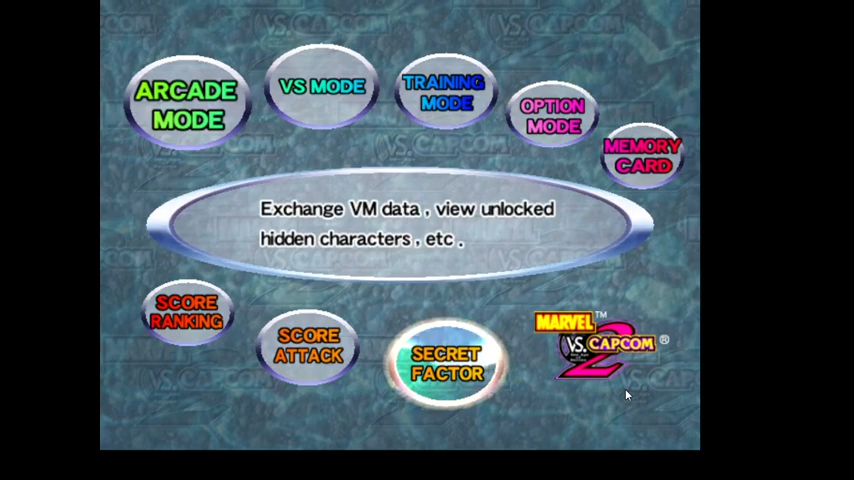 ARCADE
MODE
VS MODE
TRAINING
MODE
OPTION
MODE
MEMORY
CARD
Exchange VM data , view unlocked
hidden characters , etc .
SCORE
RANKING
SCORE
ATTACK
SECRET
FACTOR
MARVEL™
VS. CAPCOM®
2